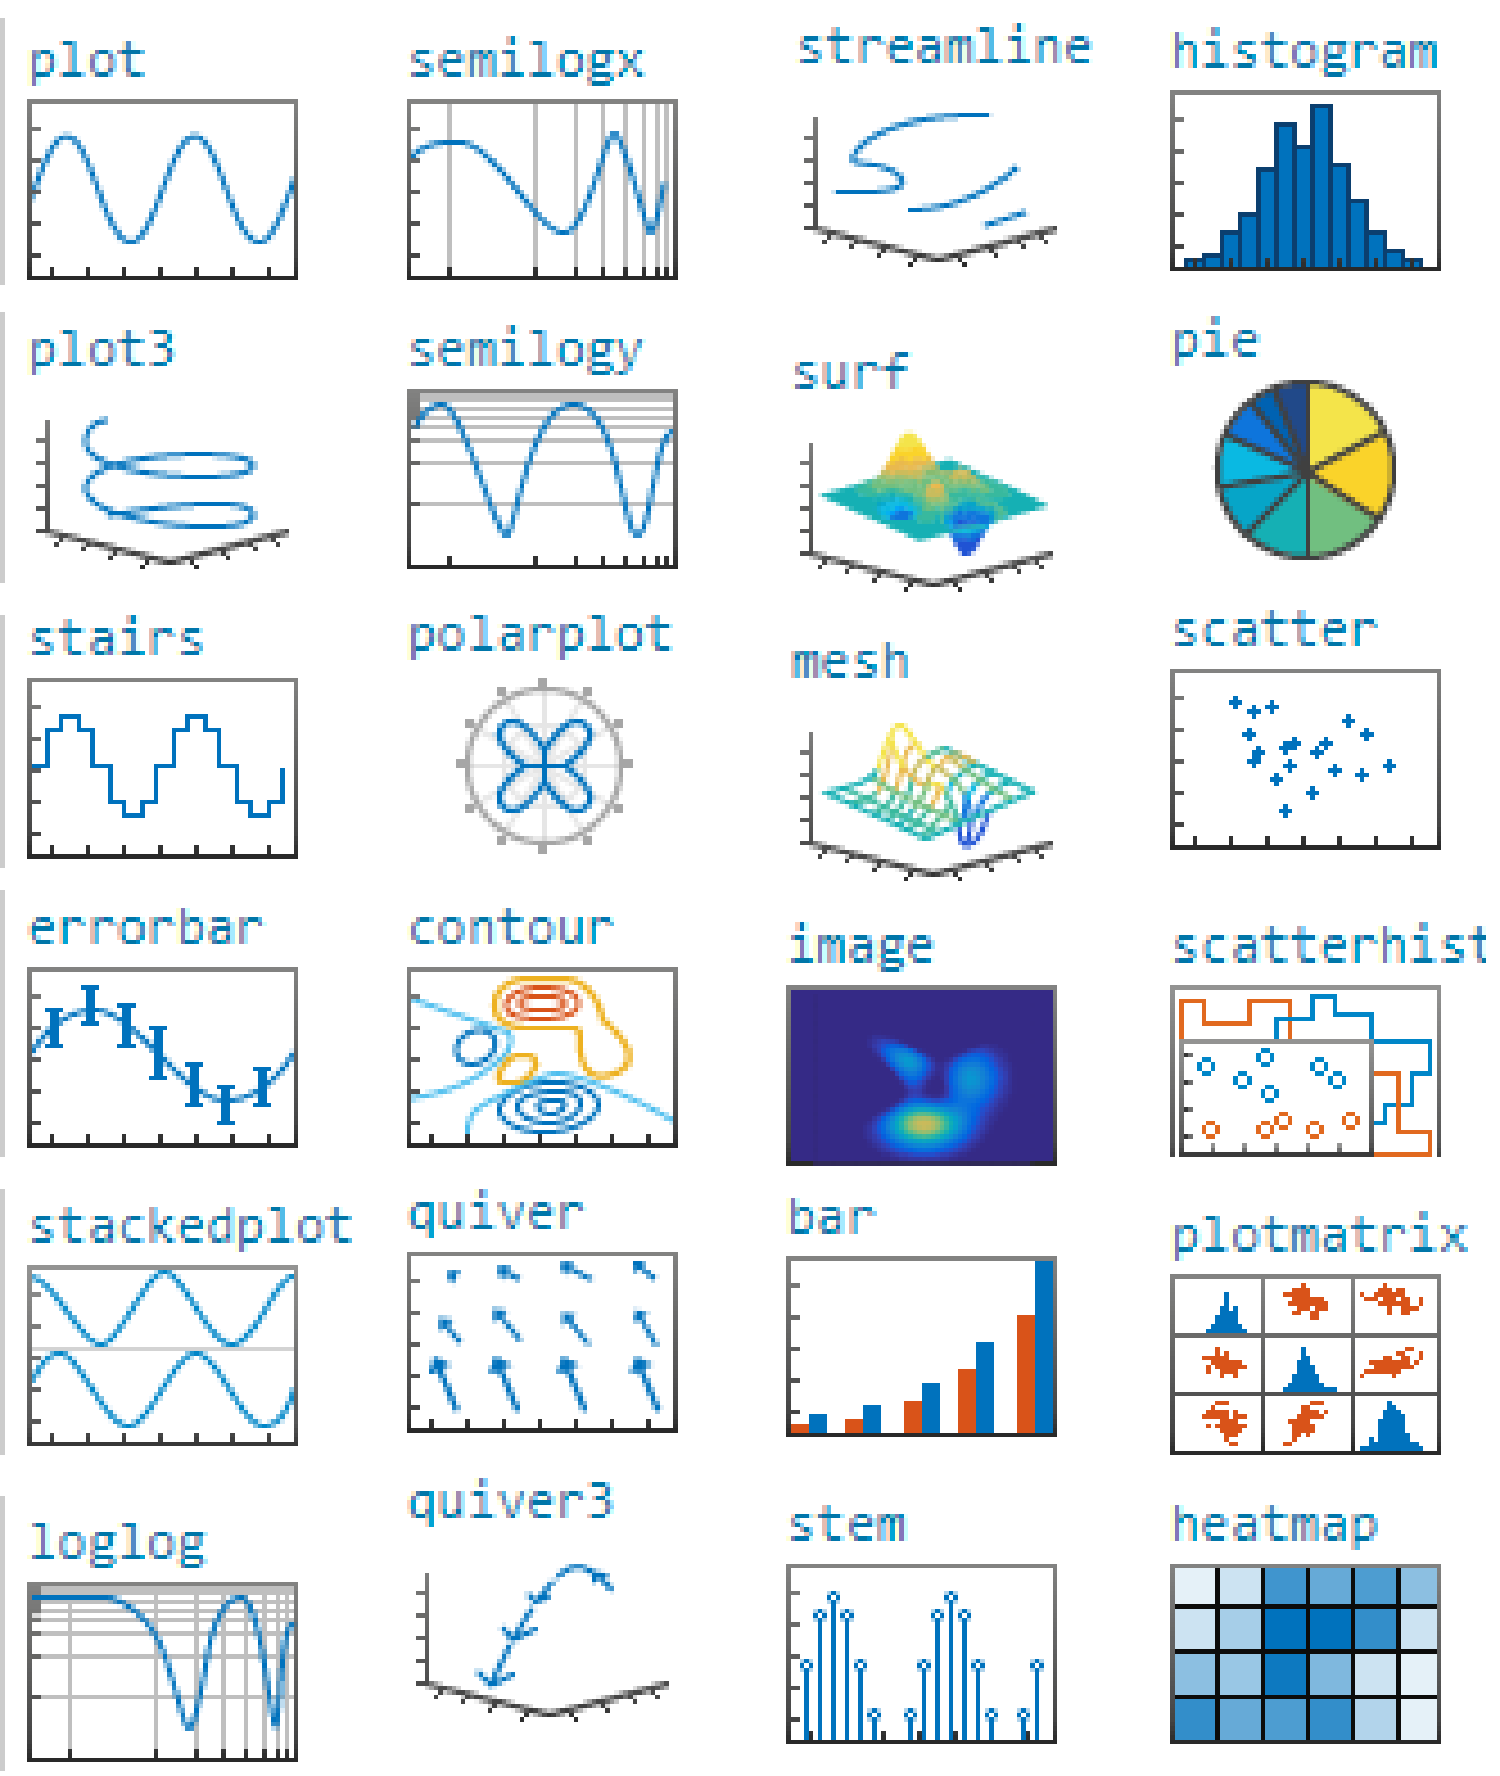 plot
semilogx
streamline
histogram
plot3
semilogy
surf
pie
stairs
polarplot
mesh
scatter
errorbar
contour
image
scatterhist
stackedplot
quiver
bar
plotmatrix
loglog
quiver3
stem
heatmap